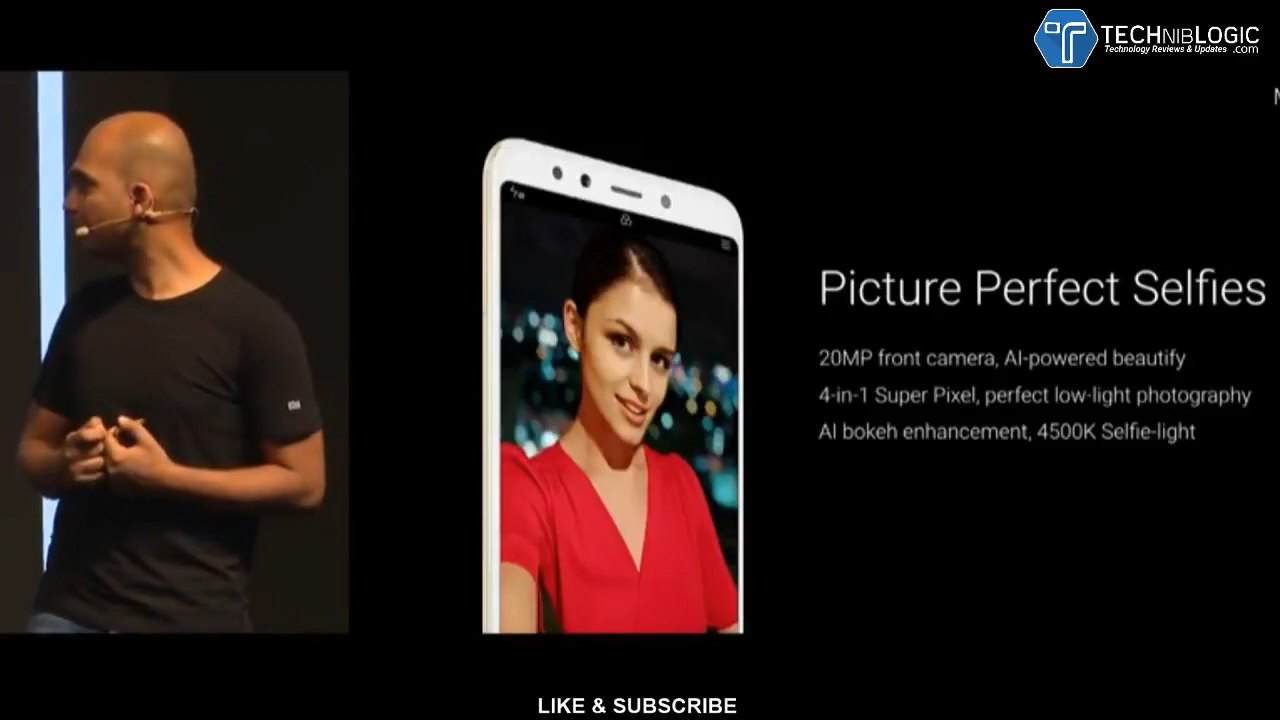 TECHNIBLOGIC
Technology Reviews & Updates .com
Picture Perfect Selfies
20MP front camera, AI-powered beautify
4-in-1 Super Pixel, perfect low-light photography
AI bokeh enhancement, 4500K Selfie-light
LIKE & SUBSCRIBE